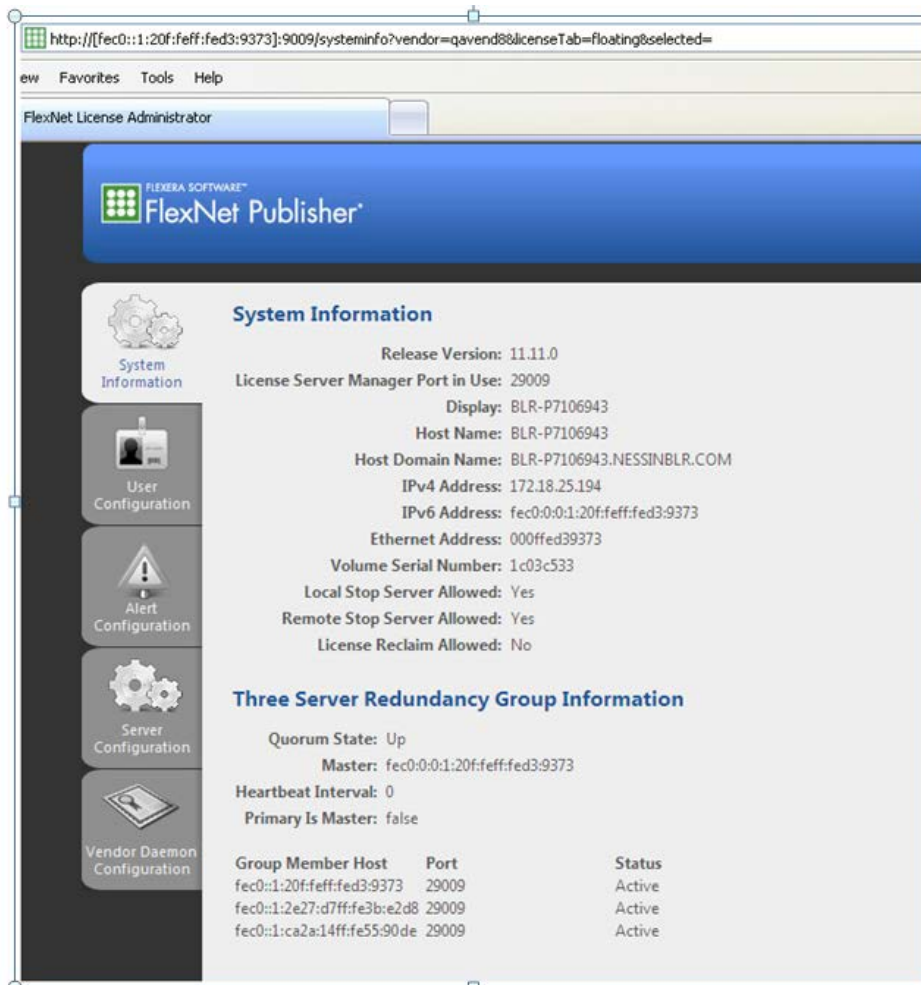 http://[fec0::1:20f:feff:fed3:9373]:9009/systeminfo?vendor=qavend8&licenseTab=floating&selected=
ew Favorites Tools Help
FlexNet License Administrator
FLEXERA SOFTWARE™
FlexNet Publisher®
System Information
System Information
Release Version: 11.11.0
License Server Manager Port in Use: 29009
Display: BLR-P7106943
Host Name: BLR-P7106943
Host Domain Name: BLR-P7106943.NESSINBLR.COM
IPv4 Address: 172.18.25.194
IPv6 Address: fec0:0:0:1:20f:feff:fed3:9373
Ethernet Address: 000ffed39373
Volume Serial Number: 1c03c533
Local Stop Server Allowed: Yes
Remote Stop Server Allowed: Yes
License Reclaim Allowed: No
User Configuration
Alert Configuration
Server Configuration
Vendor Daemon Configuration
Three Server Redundancy Group Information
Quorum State: Up
Master: fec0:0:0:1:20f:feff:fed3:9373
Heartbeat Interval: 0
Primary Is Master: false
Group Member Host Port Status
fec0::1:20f:feff:fed3:9373 29009 Active
fec0::1:2e27:d7ff:fe3b:e2d8 29009 Active
fec0::1:ca2a:14ff:fe55:90de 29009 Active